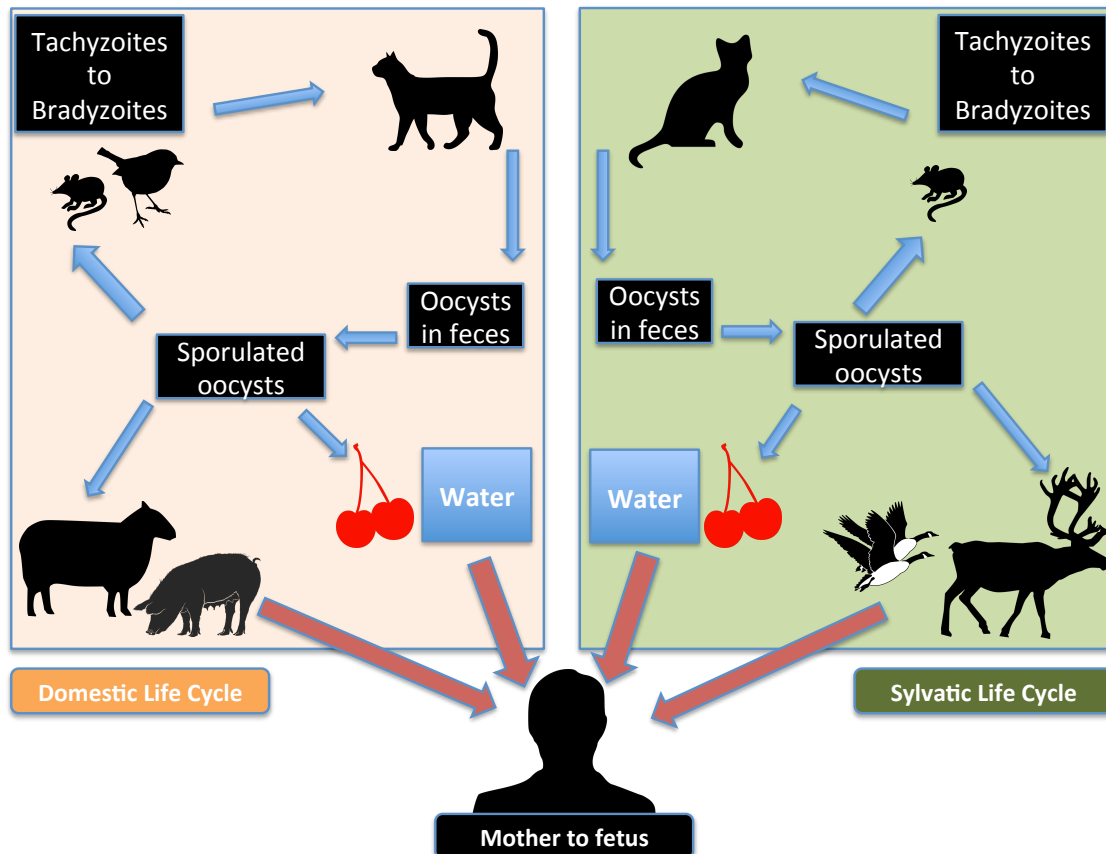 Tachyzoites
to
Bradyzoites
Oocysts
in feces
Sporulated
oocysts
Water
Domestic Life Cycle
Tachyzoites
to
Bradyzoites
Oocysts
in feces
Sporulated
oocysts
Water
Sylvatic Life Cycle
Mother to fetus